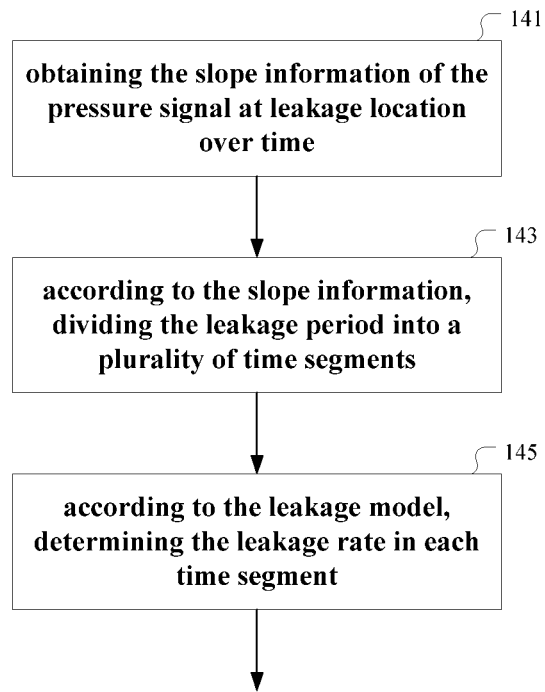 141
obtaining the slope information of the
pressure signal at leakage location
over time
143
according to the slope information,
dividing the leakage period into a
plurality of time segments
145
according to the leakage model,
determining the leakage rate in each
time segment